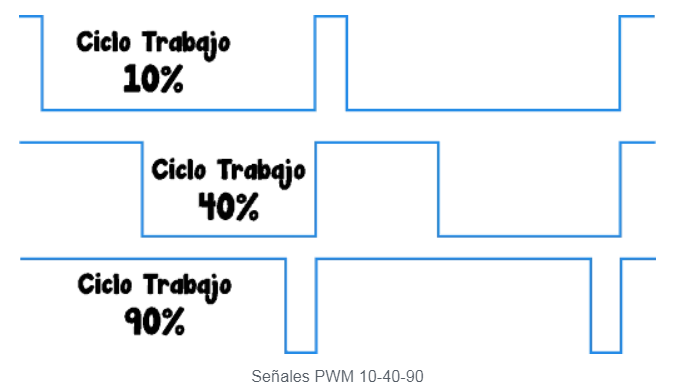 Ciclo Trabajo
10%
Ciclo Trabajo
40%
Ciclo Trabajo
90%
Señales PWM 10-40-90